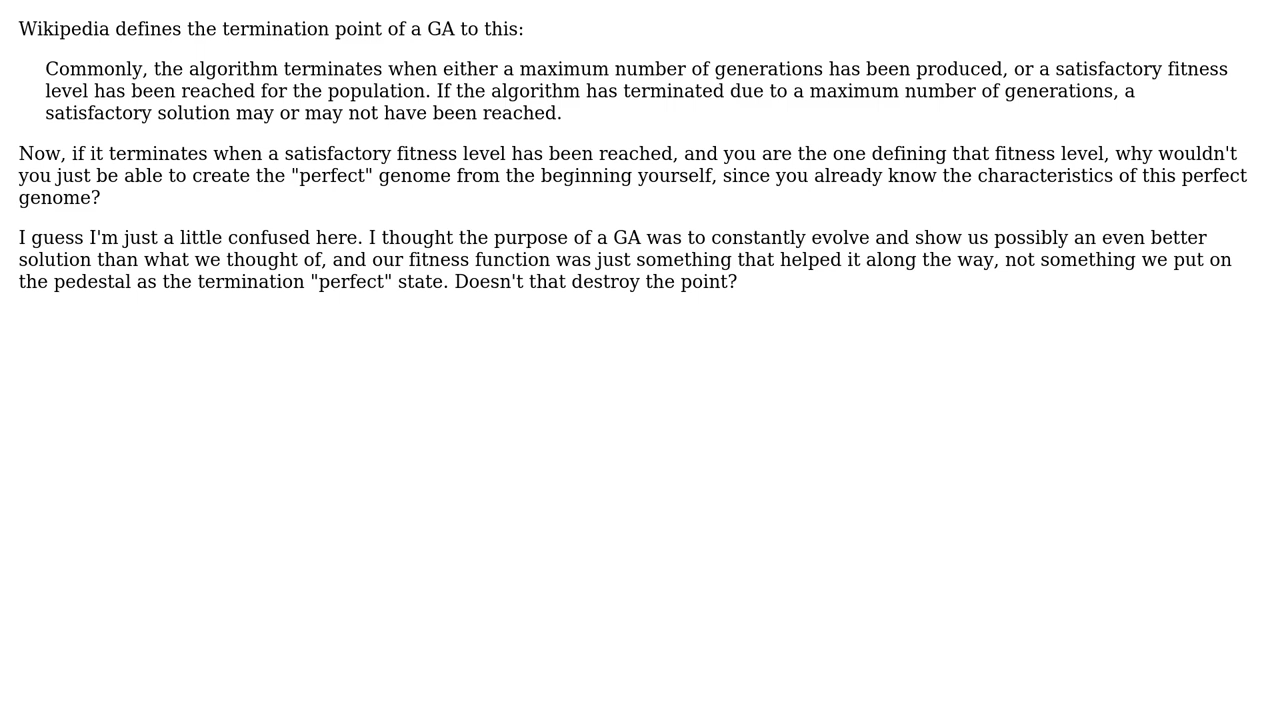 Wikipedia defines the termination point of a GA to this:
Commonly, the algorithm terminates when either a maximum number of generations has been produced, or a satisfactory fitness
level has been reached for the population. If the algorithm has terminated due to a maximum number of generations, a
satisfactory solution may or may not have been reached.
Now, if it terminates when a satisfactory fitness level has been reached, and you are the one defining that fitness level, why wouldn't
you just be able to create the "perfect" genome from the beginning yourself, since you already know the characteristics of this perfect
genome?
I guess I'm just a little confused here. I thought the purpose of a GA was to constantly evolve and show us possibly an even better
solution than what we thought of, and our fitness function was just something that helped it along the way, not something we put on
the pedestal as the termination "perfect" state. Doesn't that destroy the point?